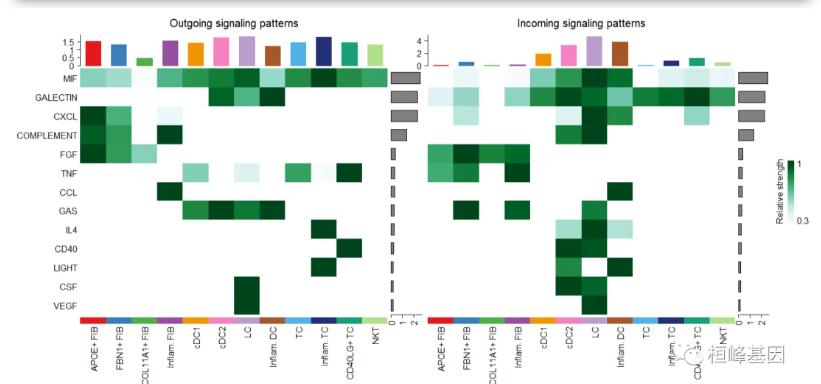 Outgoing signaling patterns
Incoming signaling patterns
1.5
1
0.5
0
4
2
0
MIF
GALECTIN
CXCL
COMPLEMENT
FGF
TNF
CCL
GAS
IL4
CD40
LIGHT
CSF
VEGF
APOE+ FIB
FBN1+ FIB
COL11A1+ FIB
Inflam. FIB
cDC1
cDC2
LC
Inflam. DC
TC
Inflam. TC
CD40LG+ TC
NKT
0
1
2
APOE+ FIB
FBN1+ FIB
COL11A1+ FIB
Inflam. FIB
cDC1
cDC2
LC
Inflam. DC
TC
Inflam. TC
CD40LG+ TC
NKT
0
1
2
Relative strength
1
0.3
桓峰基因